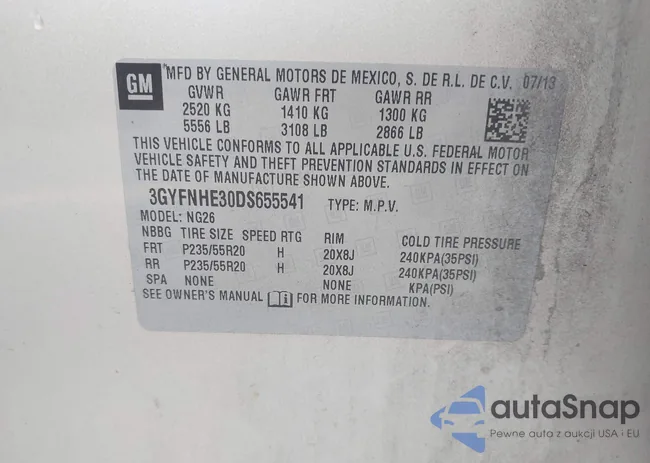 GM
MFD BY GENERAL MOTORS DE MEXICO, S. DE R.L. DE C.V. 07/13
GVWR GAWR FRT GAWR RR
2520 KG 1410 KG 1300 KG
5556 LB 3108 LB 2866 LB
THIS VEHICLE CONFORMS TO ALL APPLICABLE U.S. FEDERAL MOTOR
VEHICLE SAFETY AND THEFT PREVENTION STANDARDS IN EFFECT ON
THE DATE OF MANUFACTURE SHOWN ABOVE.
3GYFNHE30DS655541 TYPE: M.P.V.
MODEL: NG26
NBBG TIRE SIZE SPEED RTG RIM COLD TIRE PRESSURE
FRT P235/55R20 H 20X8J 240KPA(35PSI)
RR P235/55R20 H 20X8J 240KPA(35PSI)
SPA NONE NONE KPA(PSI)
SEE OWNER'S MANUAL FOR MORE INFORMATION.
autaSnap
Pewne auta z aukcji USA i EU